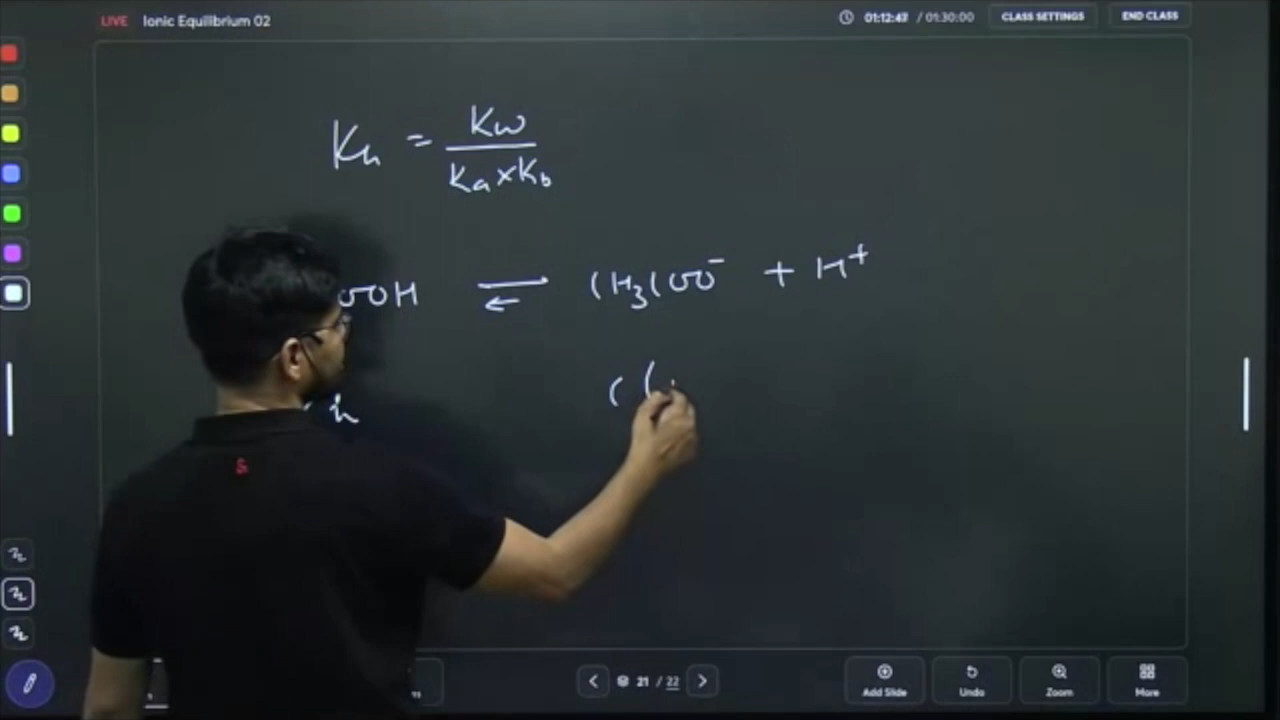 LIVE Ionic Equilibrium 02 01:12:47 / 01:30:00 CLASS SETTINGS END CLASS
Kh = Kw / Ka x Kb
OOH ⇌ CH3COO- + H+
h ( (
21 / 22 Add Slide Undo Zoom More